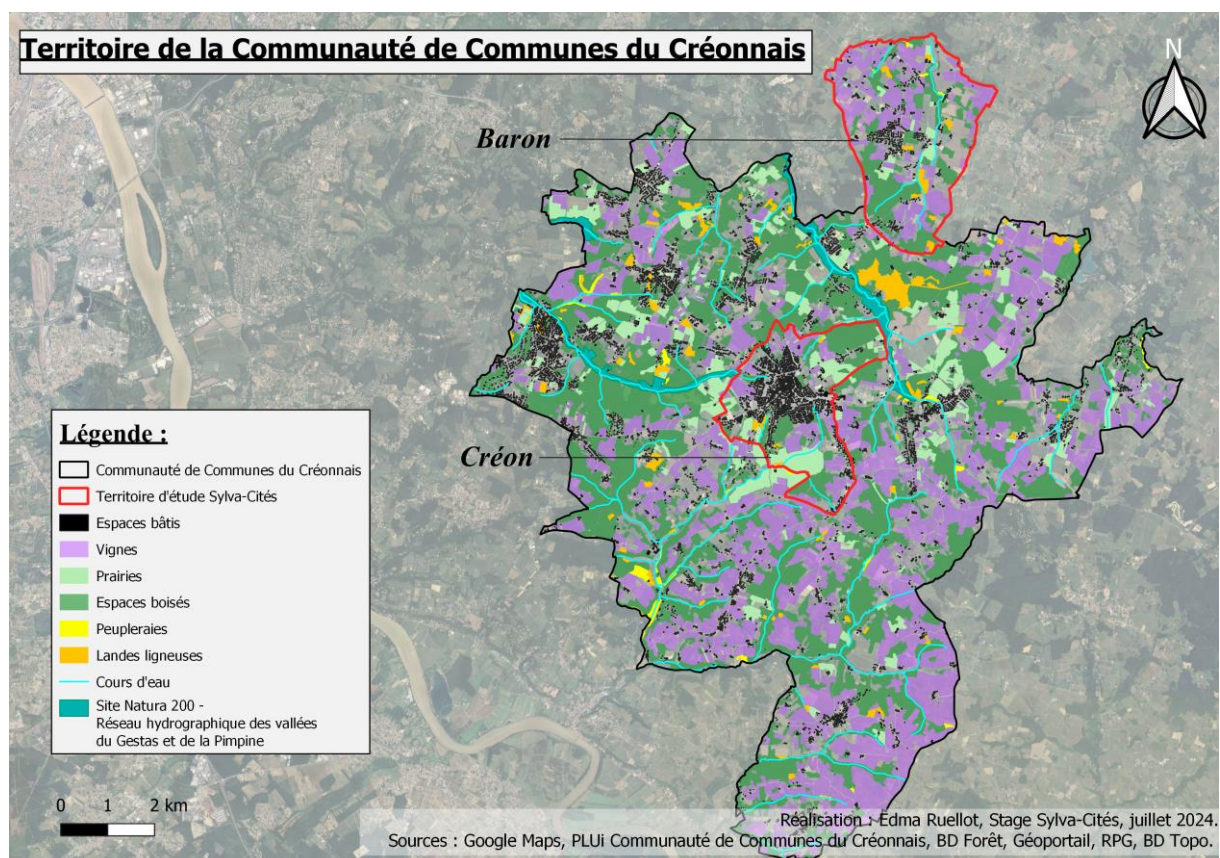 Territoire de la Communauté de Communes du Créonnais
N
Baron
Créon
Légende :
Communauté de Communes du Créonnais
Territoire d'étude Sylva-Cités
Espaces bâtis
Vignes
Prairies
Espaces boisés
Peupleraies
Landes ligneuses
Cours d'eau
Site Natura 200 -
Réseau hydrographique des vallées
du Gestas et de la Pimpine
0 1 2 km
Réalisation : Edma Ruellot, Stage Sylva-Cités, juillet 2024.
Sources : Google Maps, PLUi Communauté de Communes du Créonnais, BD Forêt, Géoportail, RPG, BD Topo.